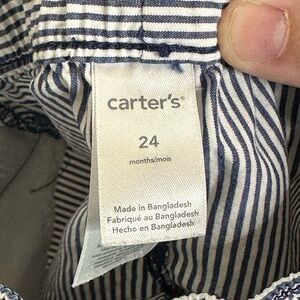 carter's®
24
months/mois
Made in Bangladesh
Fabriqué au Bangladesh
Hecho en Bangladesh